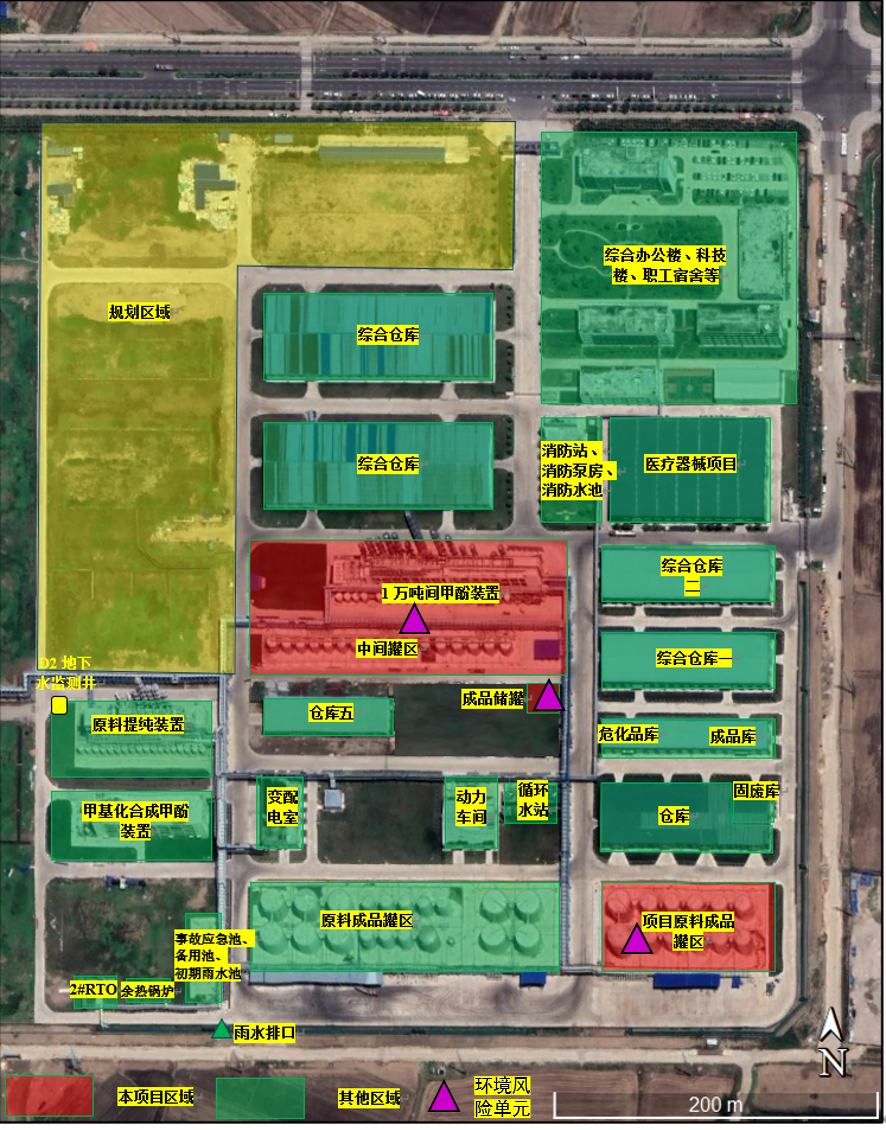 综合办公楼、科技
楼、职工宿舍等
规划区域
综合仓库
综合仓库
消防站、
消防泵房、
消防水池
医疗器械项目
综合仓库
二
1 万吨间甲酚装置
中间罐区
综合仓库一
D2 地下
水监测井
成品储罐
原料提纯装置
仓库五
危化品库
成品库
变配
电室
动力
车间
循环
水站
固废库
仓库
甲基化合成甲酚
装置
原料成品罐区
项目原料成品
罐区
事故应急池、
备用池、
初期雨水池
2#RTO
余热锅炉
雨水排口
N
本项目区域
其他区域
环境风
险单元
200 m